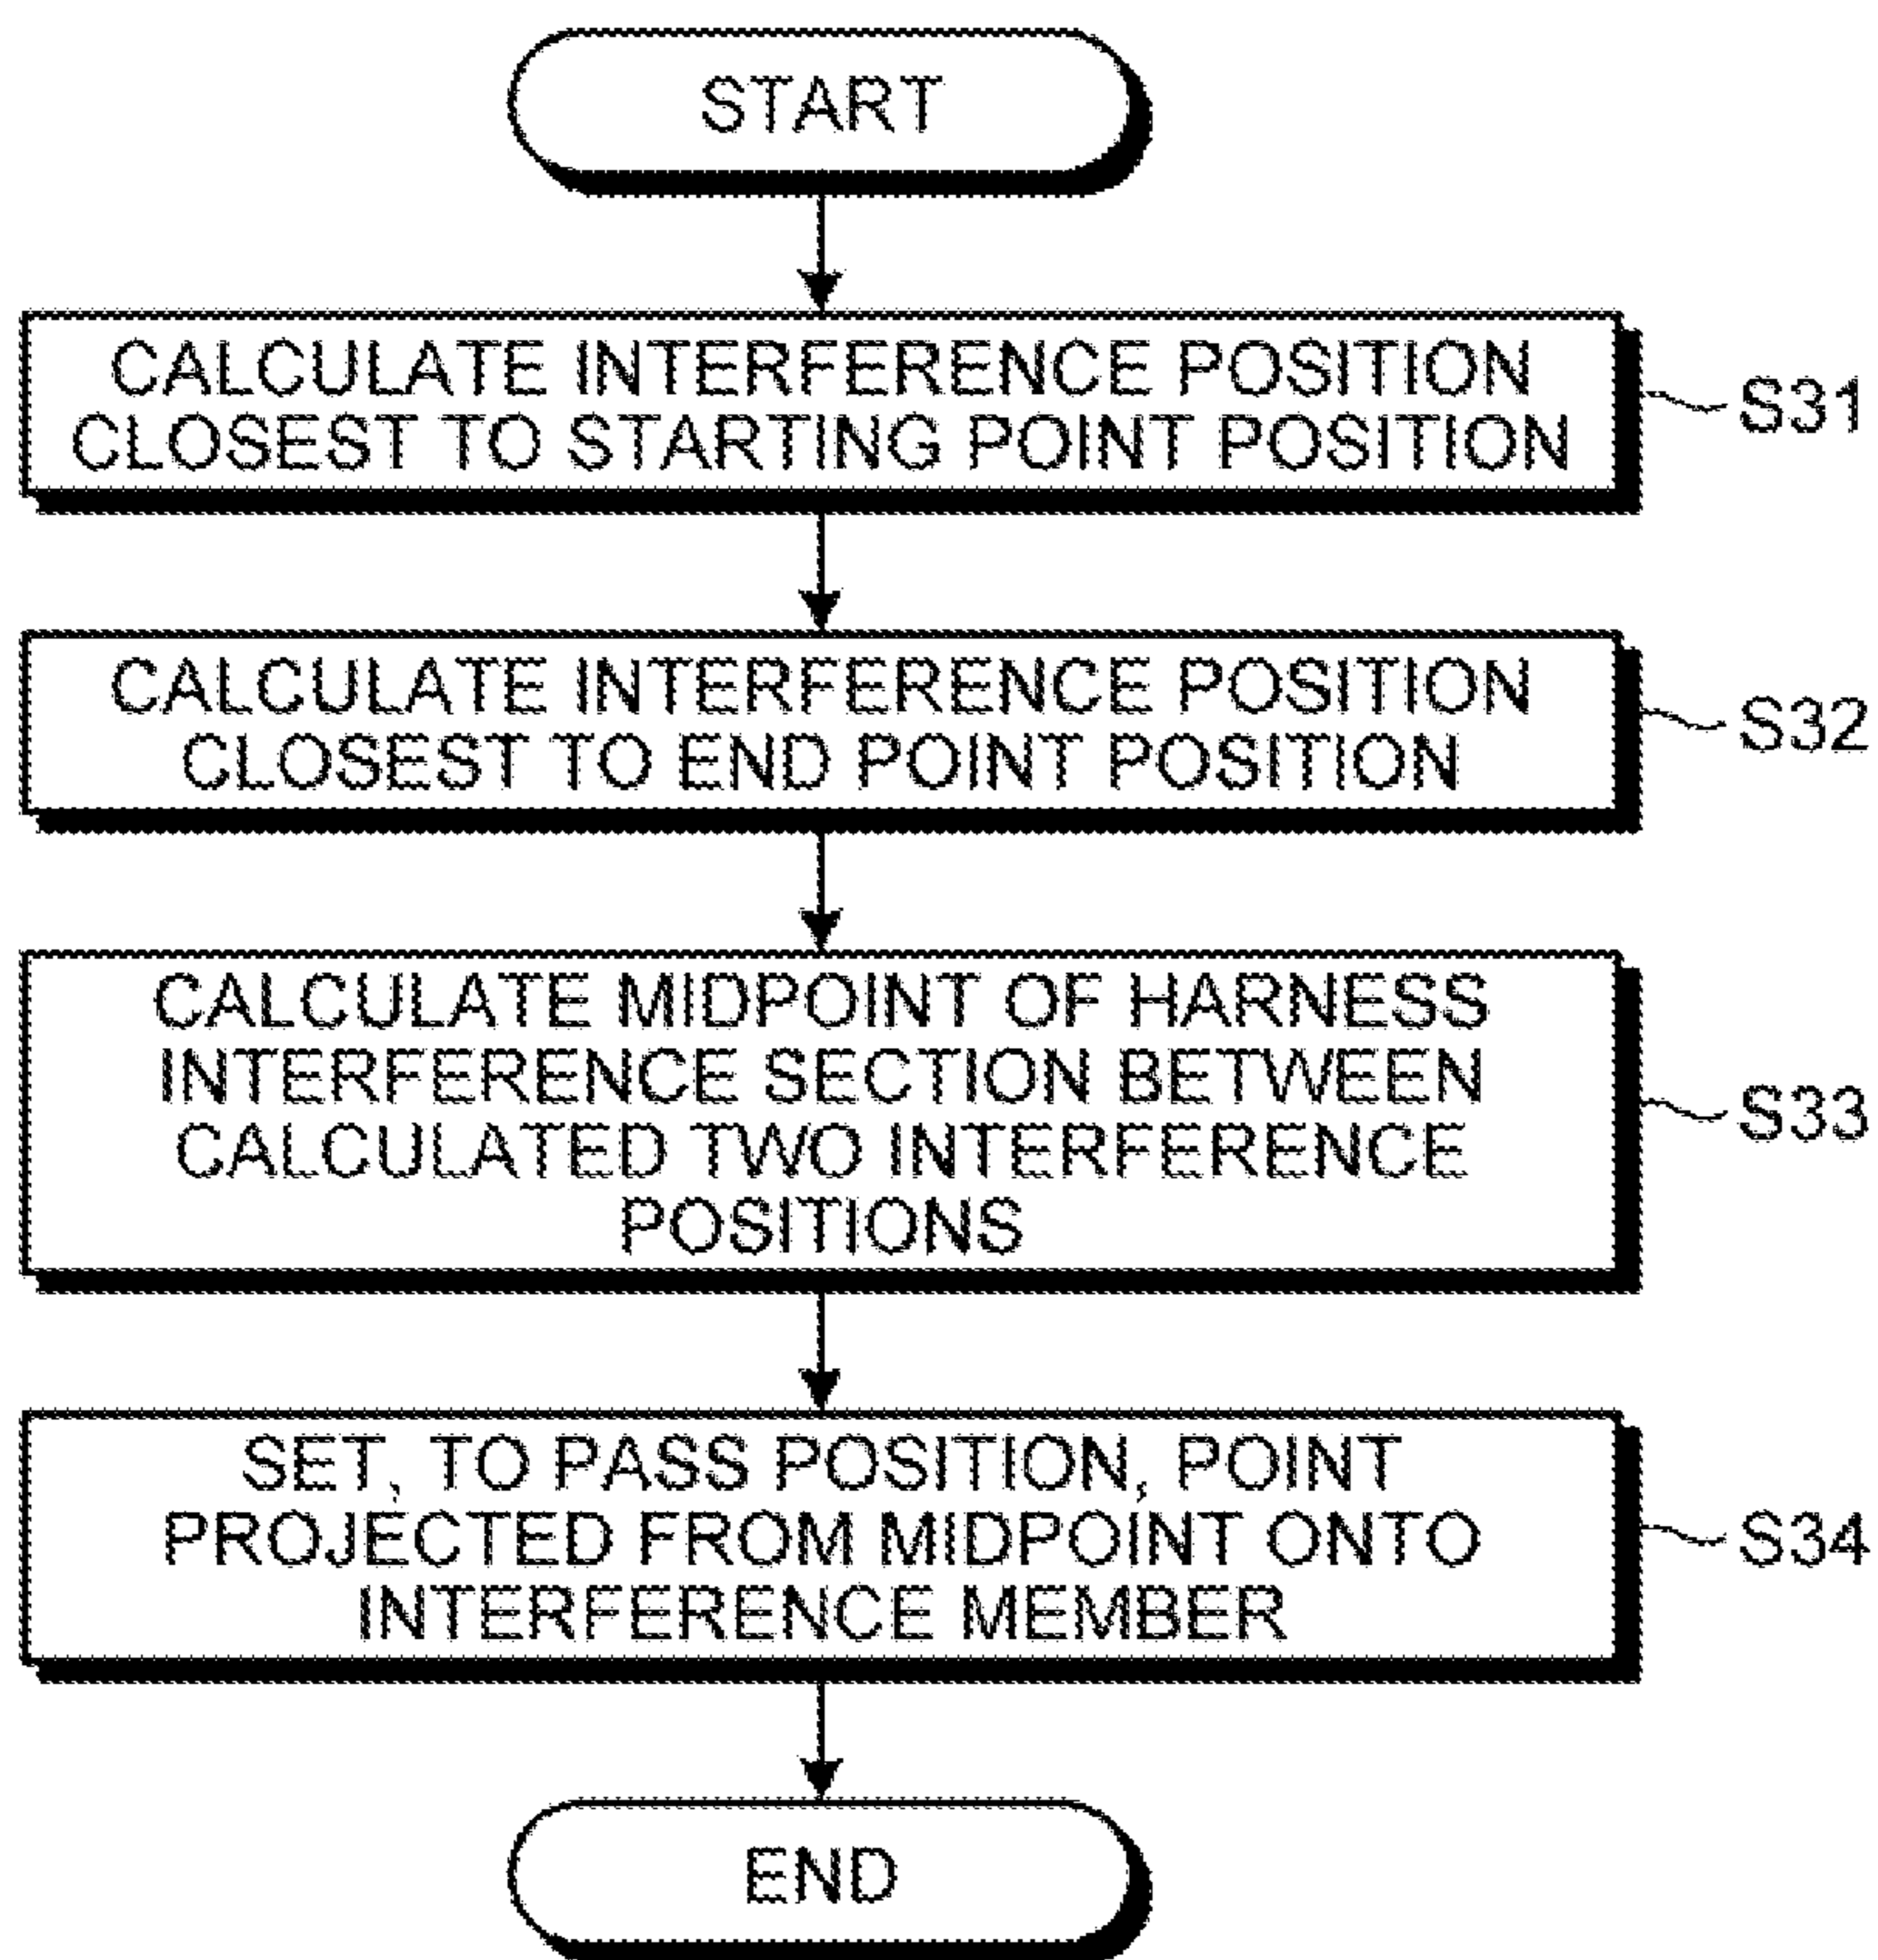 START
CALCULATE INTERFERENCE POSITION
CLOSEST TO STARTING POINT POSITION
S31
CALCULATE INTERFERENCE POSITION
CLOSEST TO END POINT POSITION
S32
CALCULATE MIDPOINT OF HARNESS
INTERFERENCE SECTION BETWEEN
CALCULATED TWO INTERFERENCE
POSITIONS
S33
SET, TO PASS POSITION, POINT
PROJECTED FROM MIDPOINT ONTO
INTERFERENCE MEMBER
S34
END